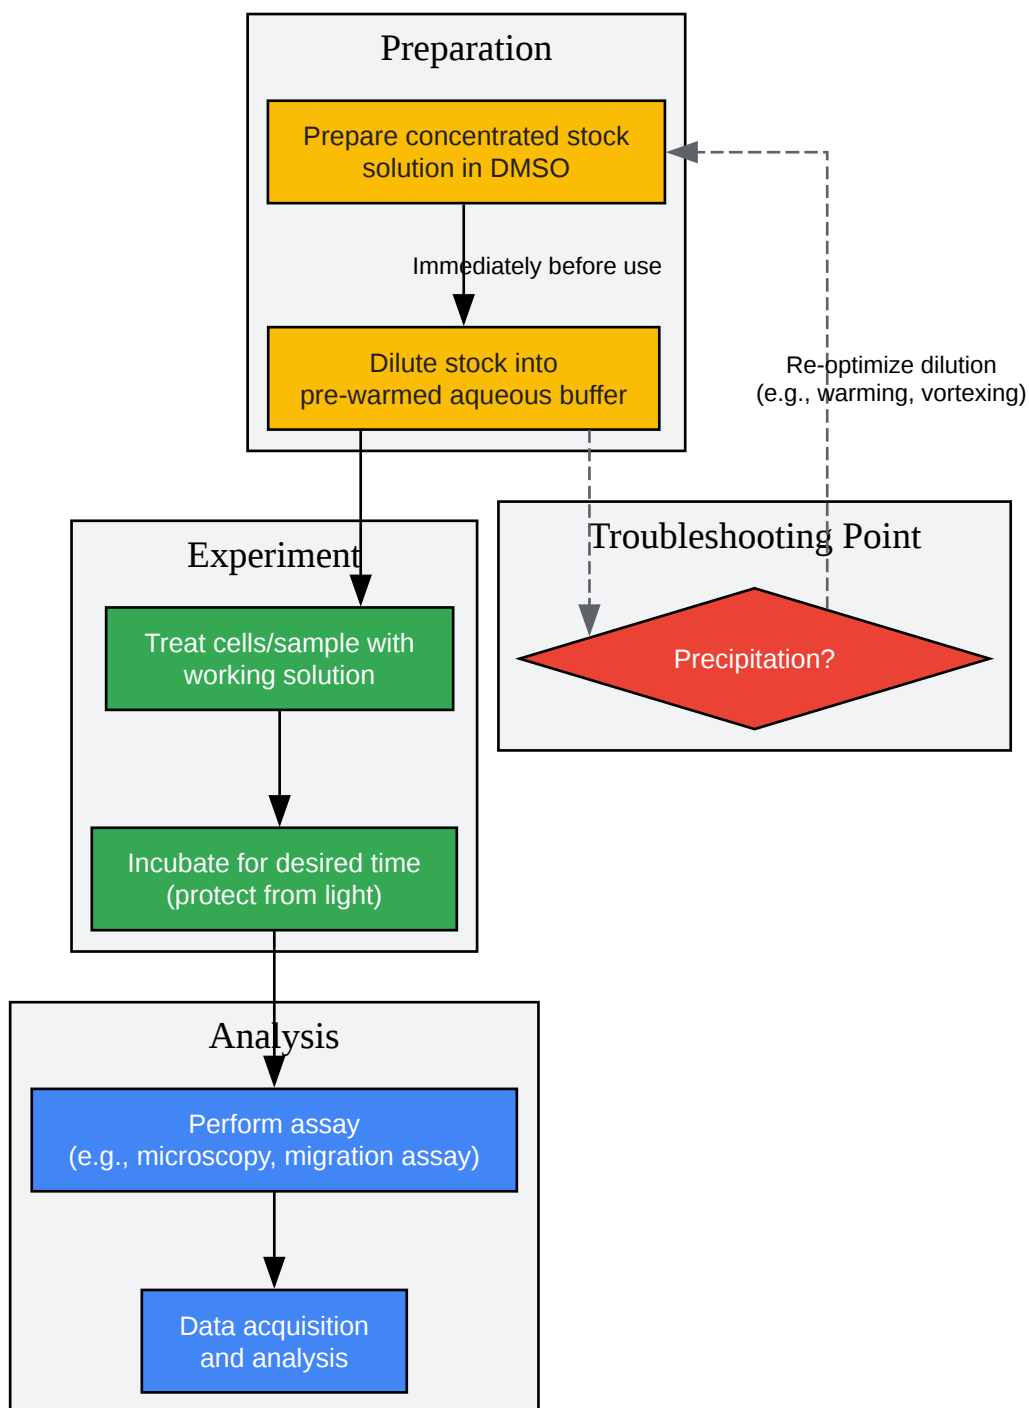 Preparation
Prepare concentrated stock
solution in DMSO
Immediately before use
Dilute stock into
pre-warmed aqueous buffer
Re-optimize dilution
(e.g., warming, vortexing)
Troubleshooting Point
Precipitation?
Experiment
Treat cells/sample with
working solution
Incubate for desired time
(protect from light)
Analysis
Perform assay
(e.g., microscopy, migration assay)
Data acquisition
and analysis